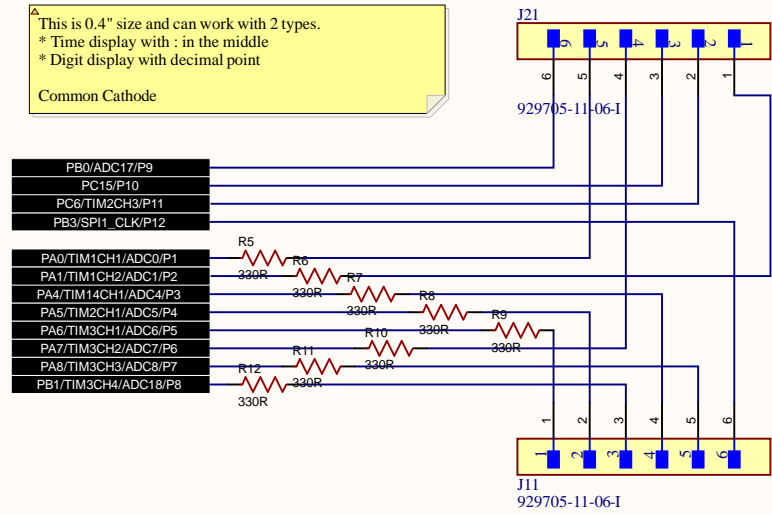 This is 0.4" size and can work with 2 types.
* Time display with : in the middle
* Digit display with decimal point
Common Cathode
J21
6 5 4 3 2 1
6 5 4 3 2 1
929705-11-06-I
PB0/ADC17/P9
PC15/P10
PC6/TIM2CH3/P11
PB3/SPI1_CLK/P12
PA0/TIM1CH1/ADC0/P1
PA1/TIM1CH2/ADC1/P2
PA4/TIM14CH1/ADC4/P3
PA5/TIM2CH1/ADC5/P4
PA6/TIM3CH1/ADC6/P5
PA7/TIM3CH2/ADC7/P6
PA8/TIM3CH3/ADC8/P7
PB1/TIM3CH4/ADC18/P8
R5
330R
R6
330R
R7
330R
R8
330R
R9
330R
R10
330R
R11
330R
R12
330R
1 2 3 4 5 6
1 2 3 4 5 6
J11
929705-11-06-I